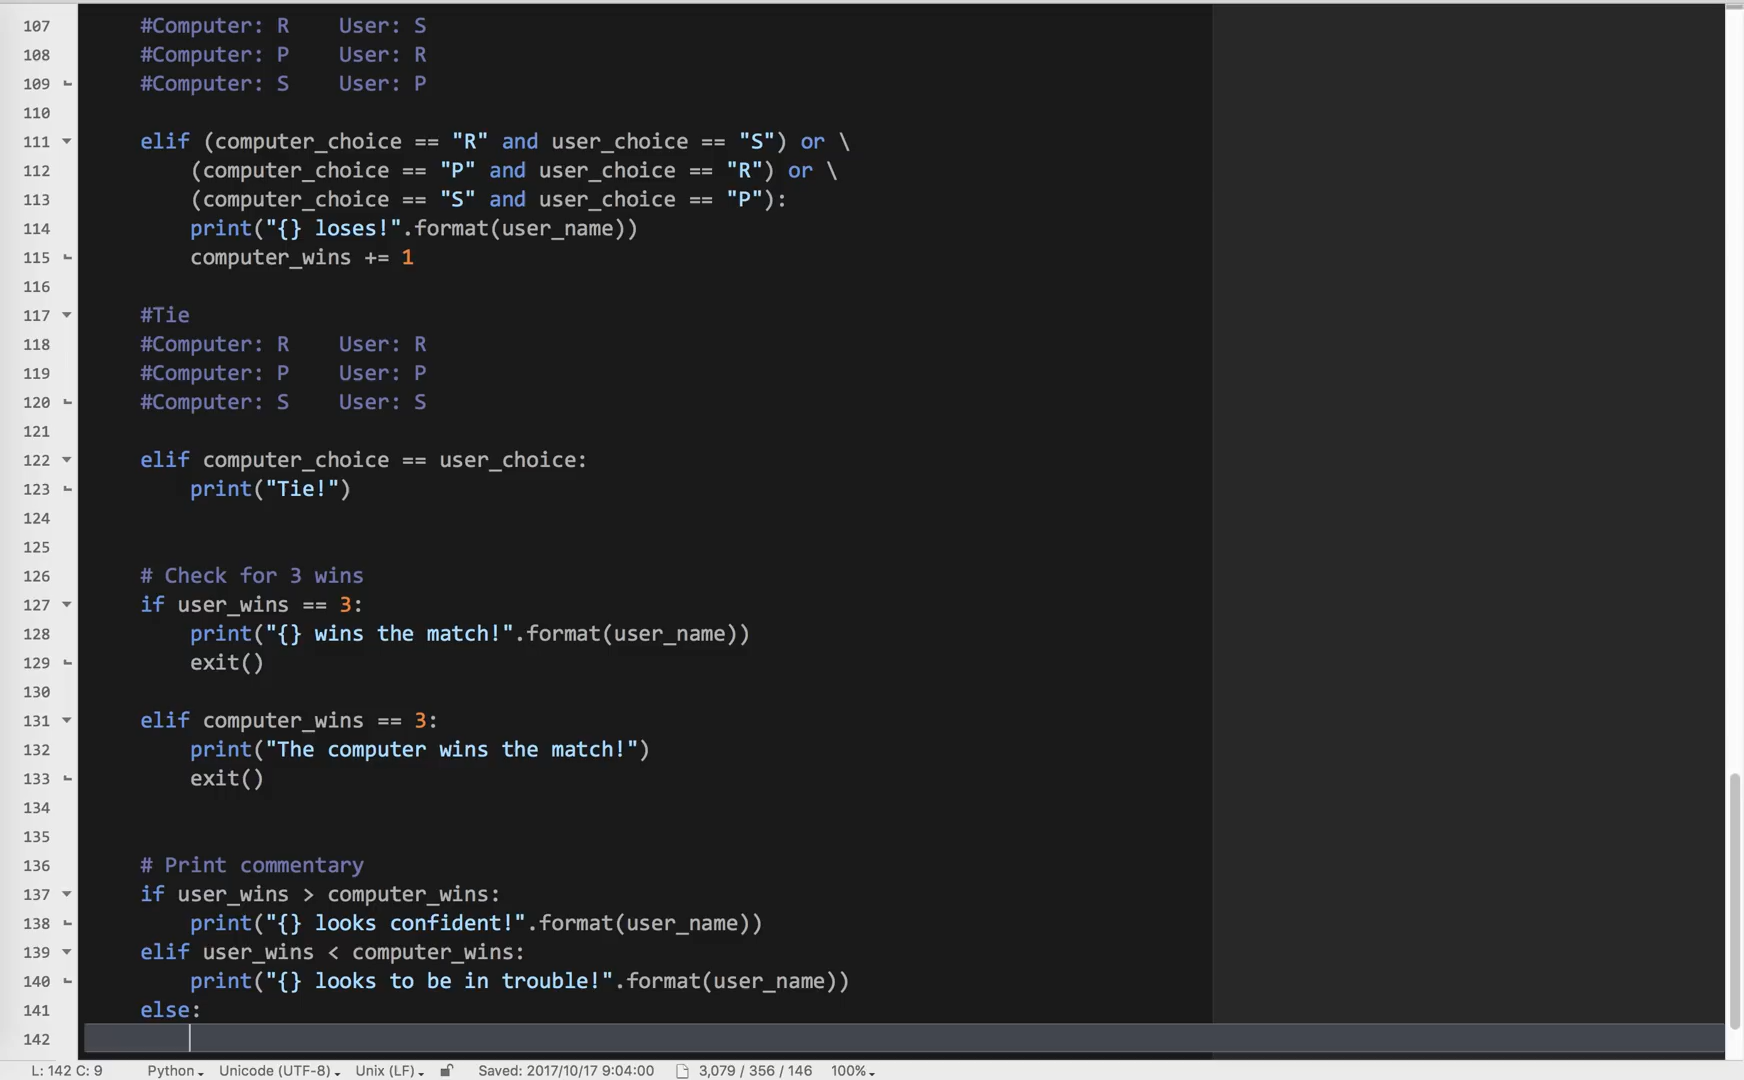 107 #Computer: R    User: S
108 #Computer: P    User: R
109 #Computer: S    User: P
110
111 elif (computer_choice == "R" and user_choice == "S") or \
112     (computer_choice == "P" and user_choice == "R") or \
113     (computer_choice == "S" and user_choice == "P"):
114     print("{} loses!".format(user_name))
115     computer_wins += 1
116
117 #Tie
118 #Computer: R    User: R
119 #Computer: P    User: P
120 #Computer: S    User: S
121
122 elif computer_choice == user_choice:
123     print("Tie!")
124
125
126 # Check for 3 wins
127 if user_wins == 3:
128     print("{} wins the match!".format(user_name))
129     exit()
130
131 elif computer_wins == 3:
132     print("The computer wins the match!")
133     exit()
134
135
136 # Print commentary
137 if user_wins > computer_wins:
138     print("{} looks confident!".format(user_name))
139 elif user_wins < computer_wins:
140     print("{} looks to be in trouble!".format(user_name))
141 else:
142
L: 142 C: 9 Python Unicode (UTF-8) Unix (LF) Saved: 2017/10/17 9:04:00 3,079 / 356 / 146 100%